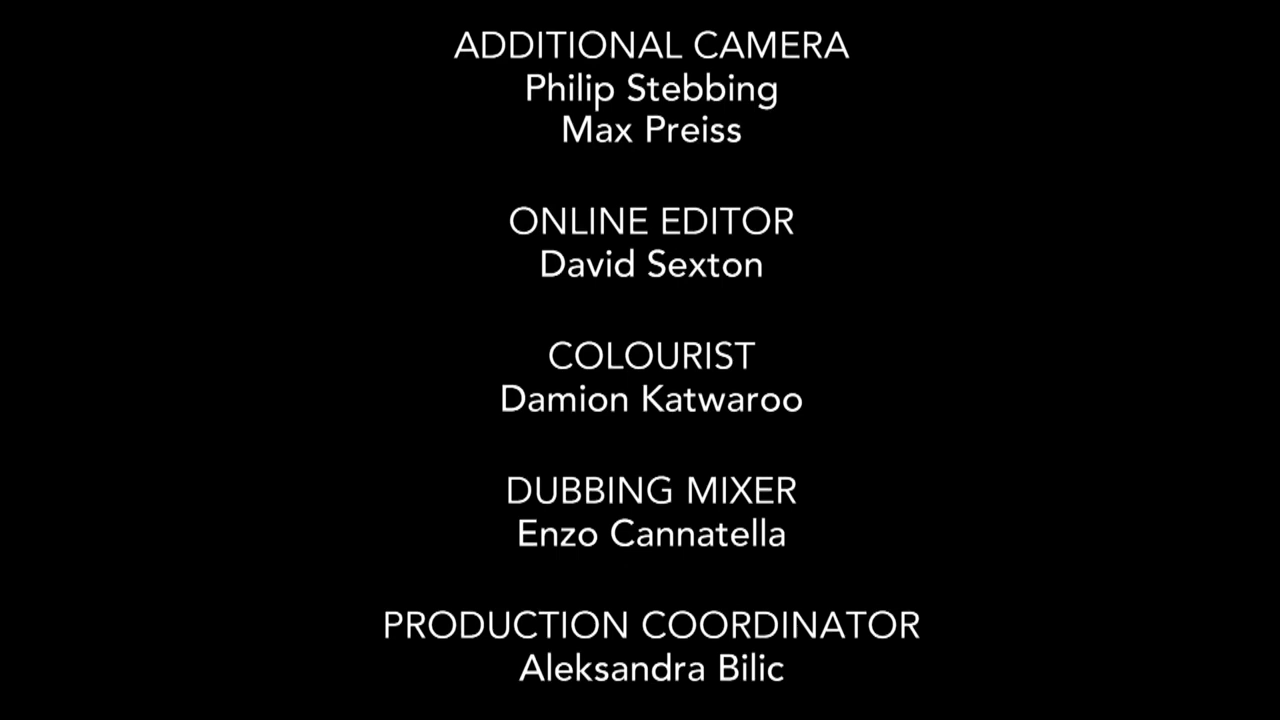 ADDITIONAL CAMERA
Philip Stebbing
Max Preiss
ONLINE EDITOR
David Sexton
COLOURIST
Damion Katwaroo
DUBBING MIXER
Enzo Cannatella
PRODUCTION COORDINATOR
Aleksandra Bilic